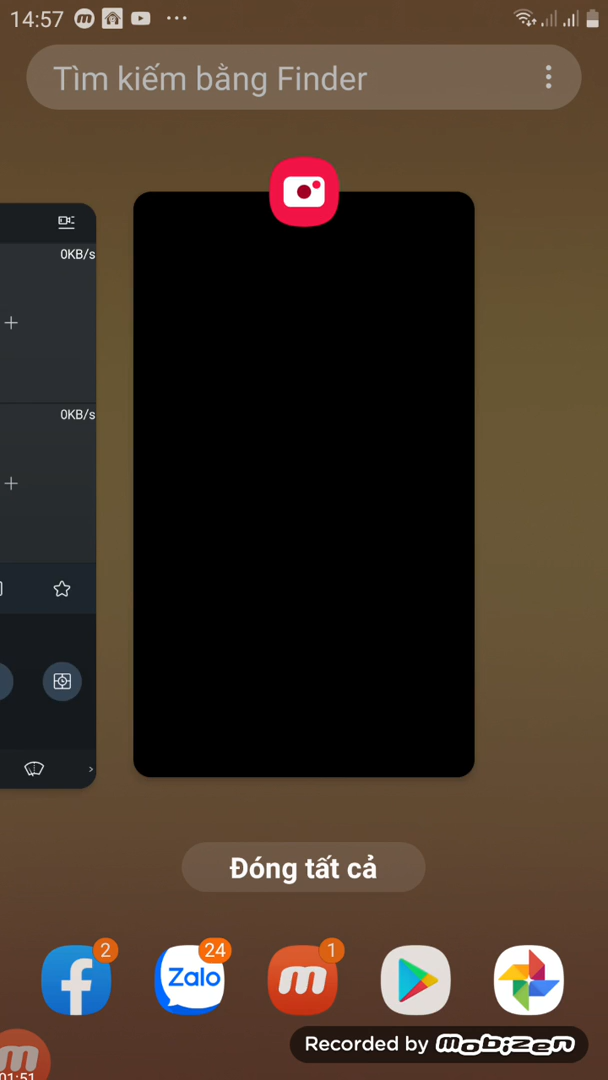 14:57
Tìm kiếm bằng Finder
0KB/s
0KB/s
Đóng tất cả
2
24
1
Zalo
Recorded by mobizen
01:51